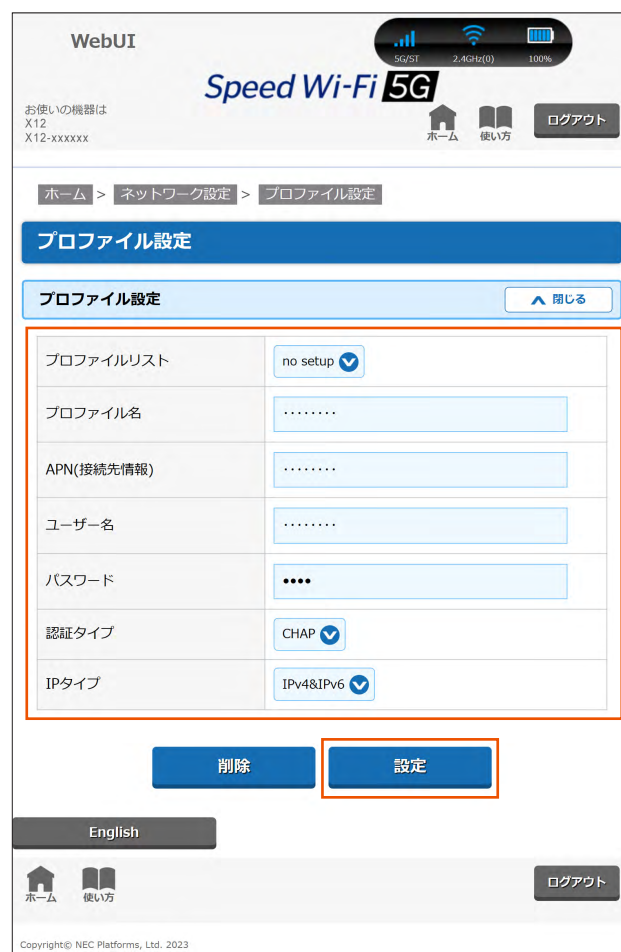 WebUI
5G/ST 2.4GHz(0) 100%
Speed Wi-Fi 5G
お使いの機器は
X12
X12-xxxxxx
ホーム 使い方 ログアウト
ホーム > ネットワーク設定 > プロファイル設定
プロファイル設定
プロファイル設定 閉じる
プロファイルリスト no setup
プロファイル名 ........
APN(接続先情報) ........
ユーザー名 ........
パスワード ••••
認証タイプ CHAP
IPタイプ IPv4&IPv6
削除 設定
English
ホーム 使い方 ログアウト
Copyright© NEC Platforms, Ltd. 2023